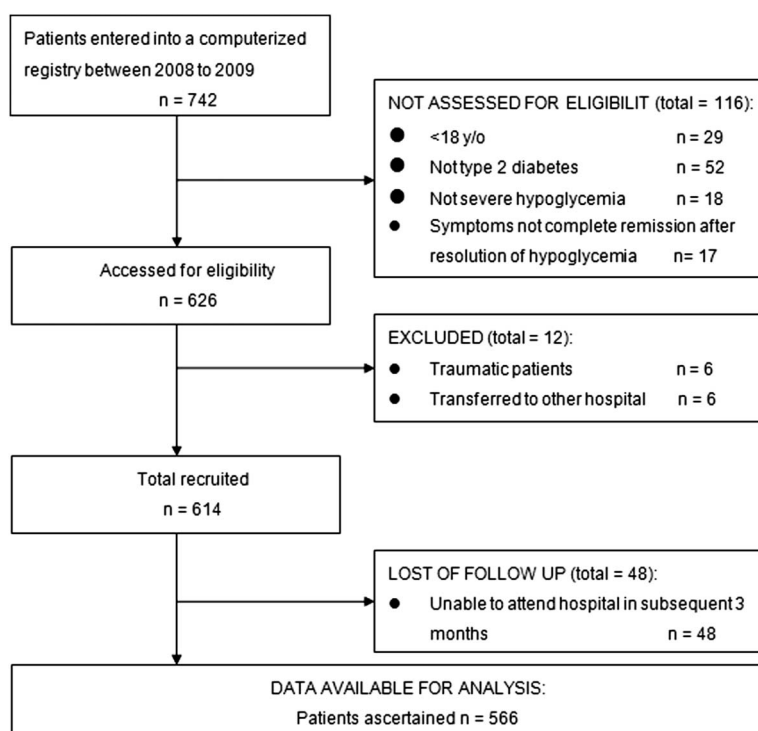 Patients entered into a computerized
registry between 2008 to 2009
n = 742
NOT ASSESSED FOR ELIGIBILIT (total = 116):
● <18 y/o n = 29
● Not type 2 diabetes n = 52
● Not severe hypoglycemia n = 18
● Symptoms not complete remission after
resolution of hypoglycemia n= 17
Accessed for eligibility
n = 626
EXCLUDED (total = 12):
● Traumatic patients n = 6
● Transferred to other hospital n = 6
Total recruited
n = 614
LOST OF FOLLOW UP (total = 48):
● Unable to attend hospital in subsequent 3
months n = 48
DATA AVAILABLE FOR ANALYSIS:
Patients ascertained n = 566